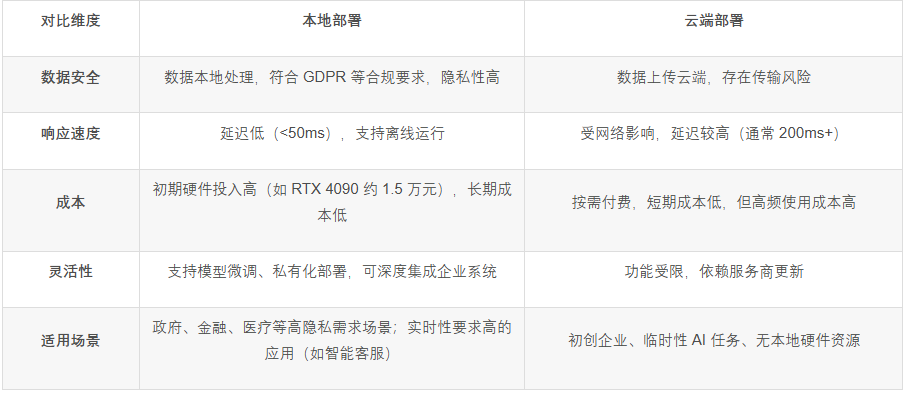 对比维度 本地部署 云端部署
数据安全 数据本地处理，符合 GDPR 等合规要求，隐私性高 数据上传云端，存在传输风险
响应速度 延迟低（<50ms），支持离线运行 受网络影响，延迟较高（通常 200ms+）
成本 初期硬件投入高（如 RTX 4090 约 1.5 万元），长期成
本低 按需付费，短期成本低，但高频使用成本高
灵活性 支持模型微调、私有化部署，可深度集成企业系统 功能受限，依赖服务商更新
适用场景 政府、金融、医疗等高隐私需求场景；实时性要求高的
应用（如智能客服） 初创企业、临时性 AI 任务、无本地硬件资源